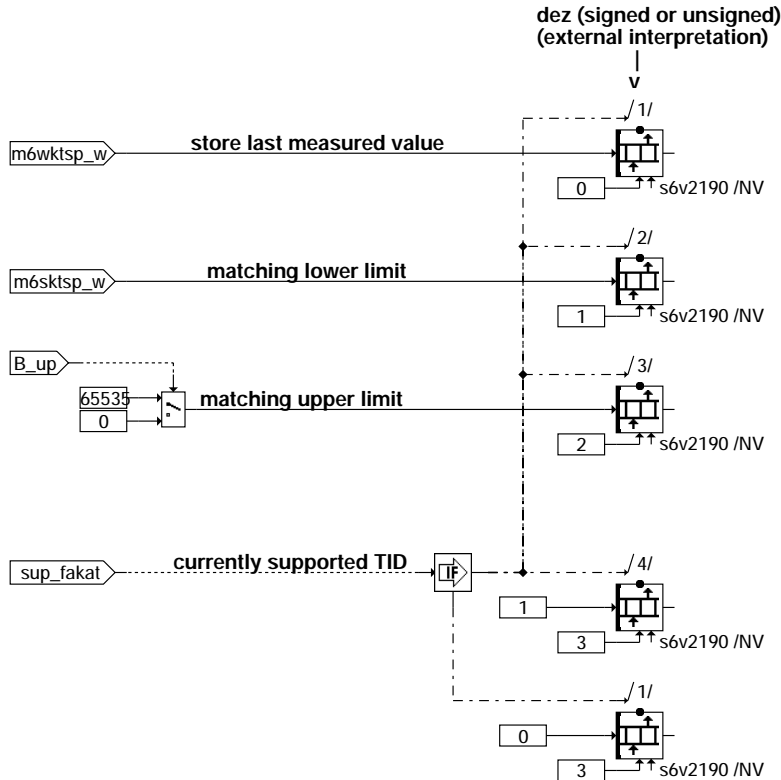 dez (signed or unsigned)
(external interpretation)
v
/1/
m6wktsp_w
store last measured value
0
s6v2190 /NV
/2/
m6sktsp_w
matching lower limit
1
s6v2190 /NV
B_up
/3/
65535
matching upper limit
0
2
s6v2190 /NV
/4/
sup_fakat
currently supported TID
IF
1
3
s6v2190 /NV
/1/
0
3
s6v2190 /NV